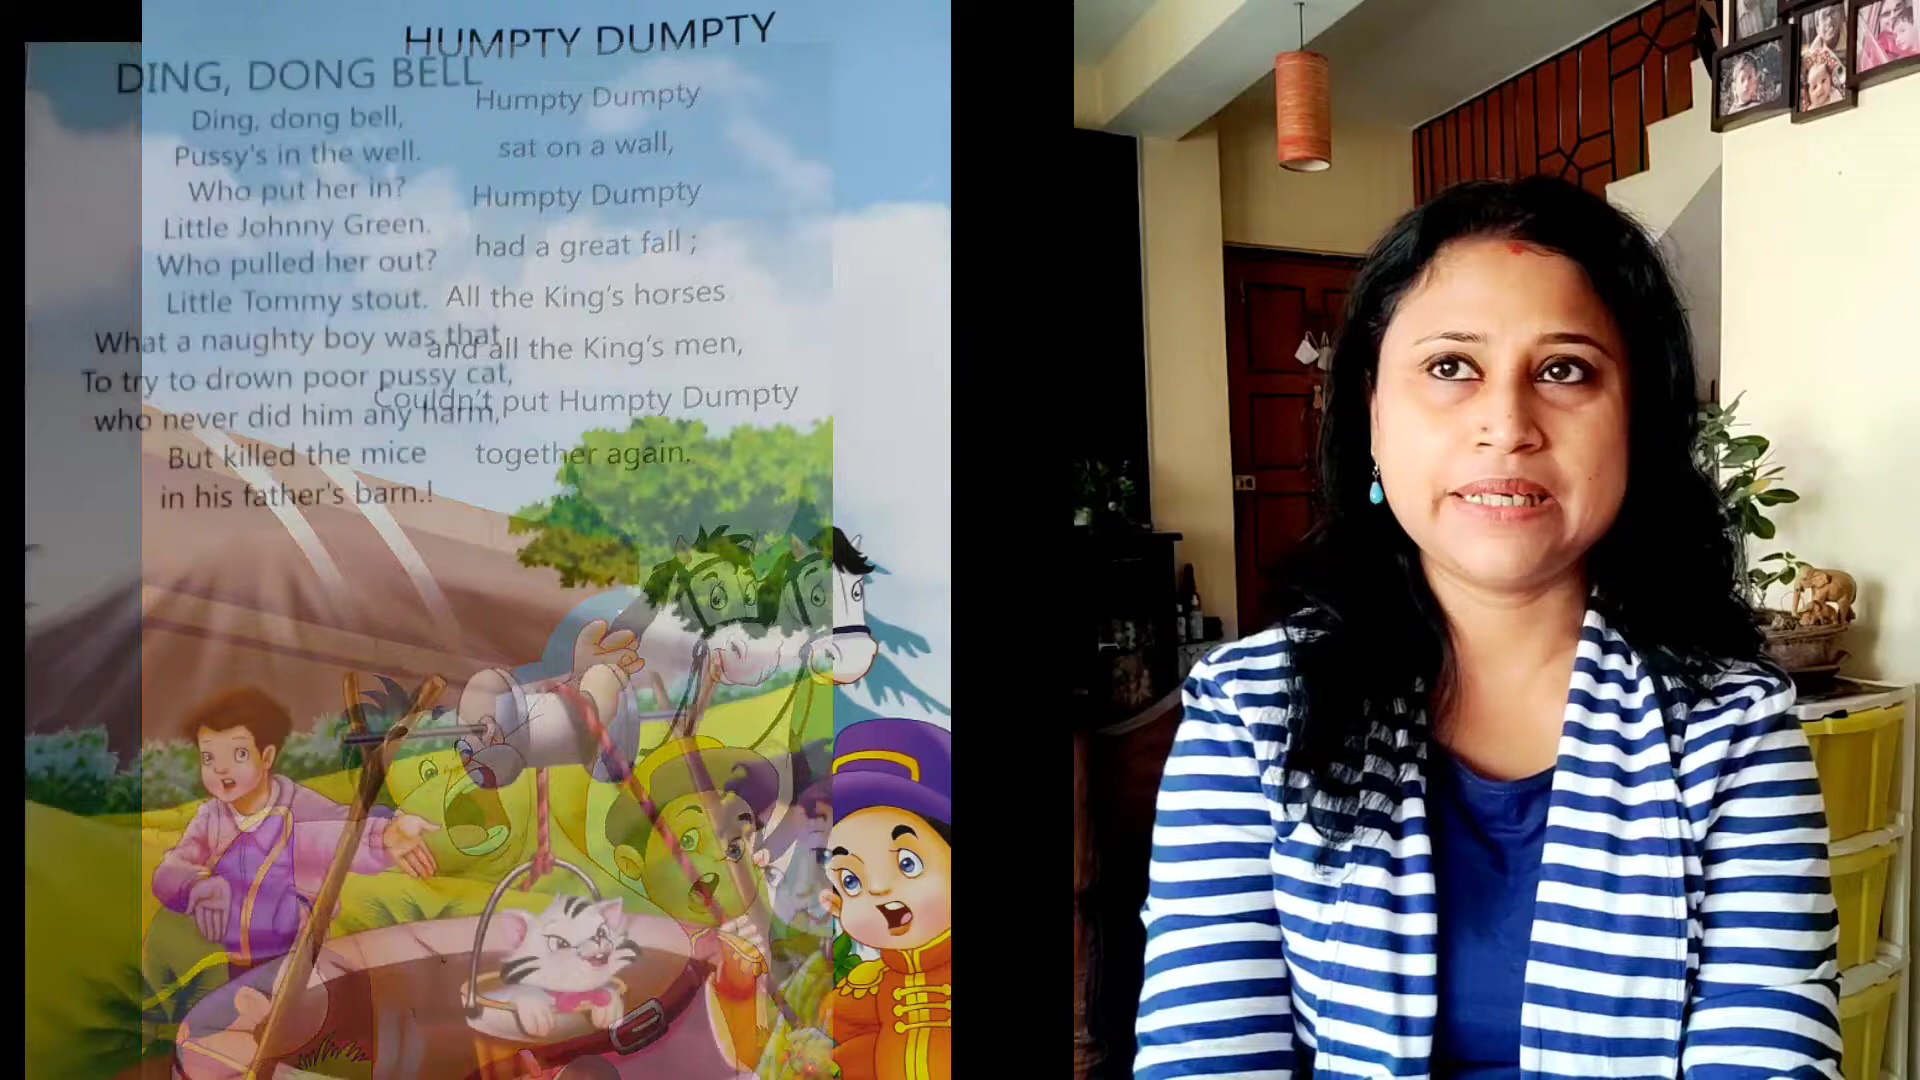 HUMPTY DUMPTY
Humpty Dumpty
sat on a wall,
Humpty Dumpty
had a great fall ;
All the King's horses
and all the King's men,
Couldn't put Humpty Dumpty
together again.
DING, DONG BELL
Ding, dong bell,
Pussy's in the well.
Who put her in?
Little Johnny Green.
Who pulled her out?
Little Tommy stout.
What a naughty boy was that
To try to drown poor pussy cat,
who never did him any harm,
But killed the mice
in his father's barn.!